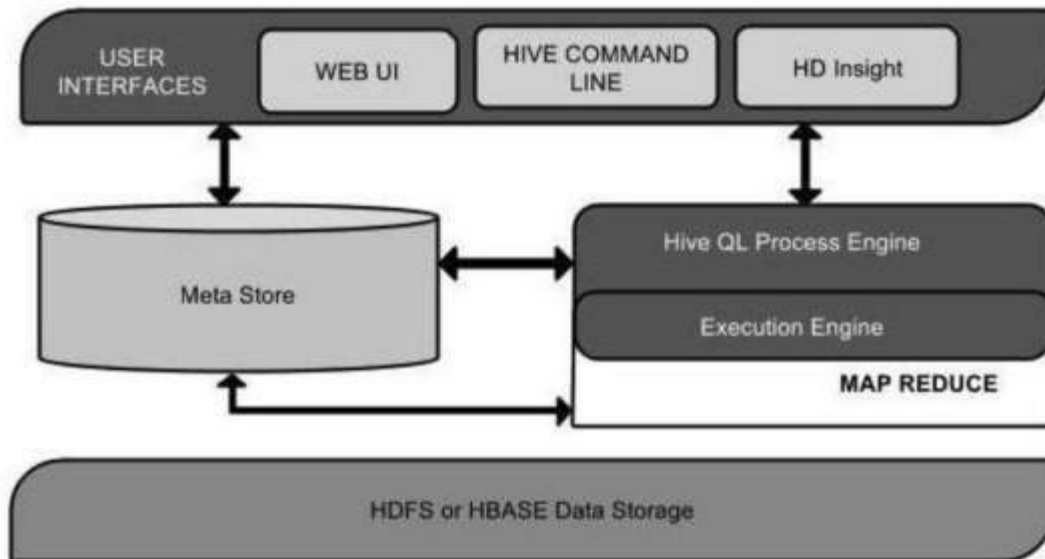 USER
INTERFACES
WEB UI
HIVE COMMAND
LINE
HD Insight
Meta Store
Hive QL Process Engine
Execution Engine
MAP REDUCE
HDFS or HBASE Data Storage